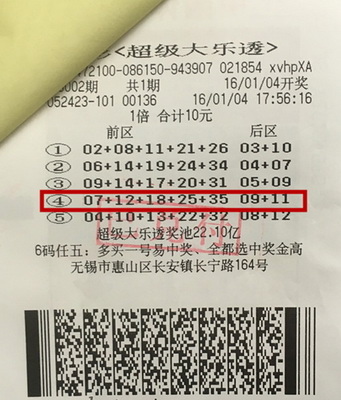 <超级大乐透>
72100-086150-943907 021854 xvhpXA
002期 共1期 16/01/04开奖
052423-101 00136 16/01/04 17:56:16
1倍 合计10元
前区 后区
① 02+08+11+21+26 03+10
② 06+14+19+24+34 04+07
③ 09+14+17+20+31 05+09
④ 07+12+18+25+35 09+11
⑤ 04+10+13+22+32 08+12
超级大乐透奖池22.10亿
6码任五：多买一号易中奖、全都选中奖金高
无锡市惠山区长安镇长宁路164号